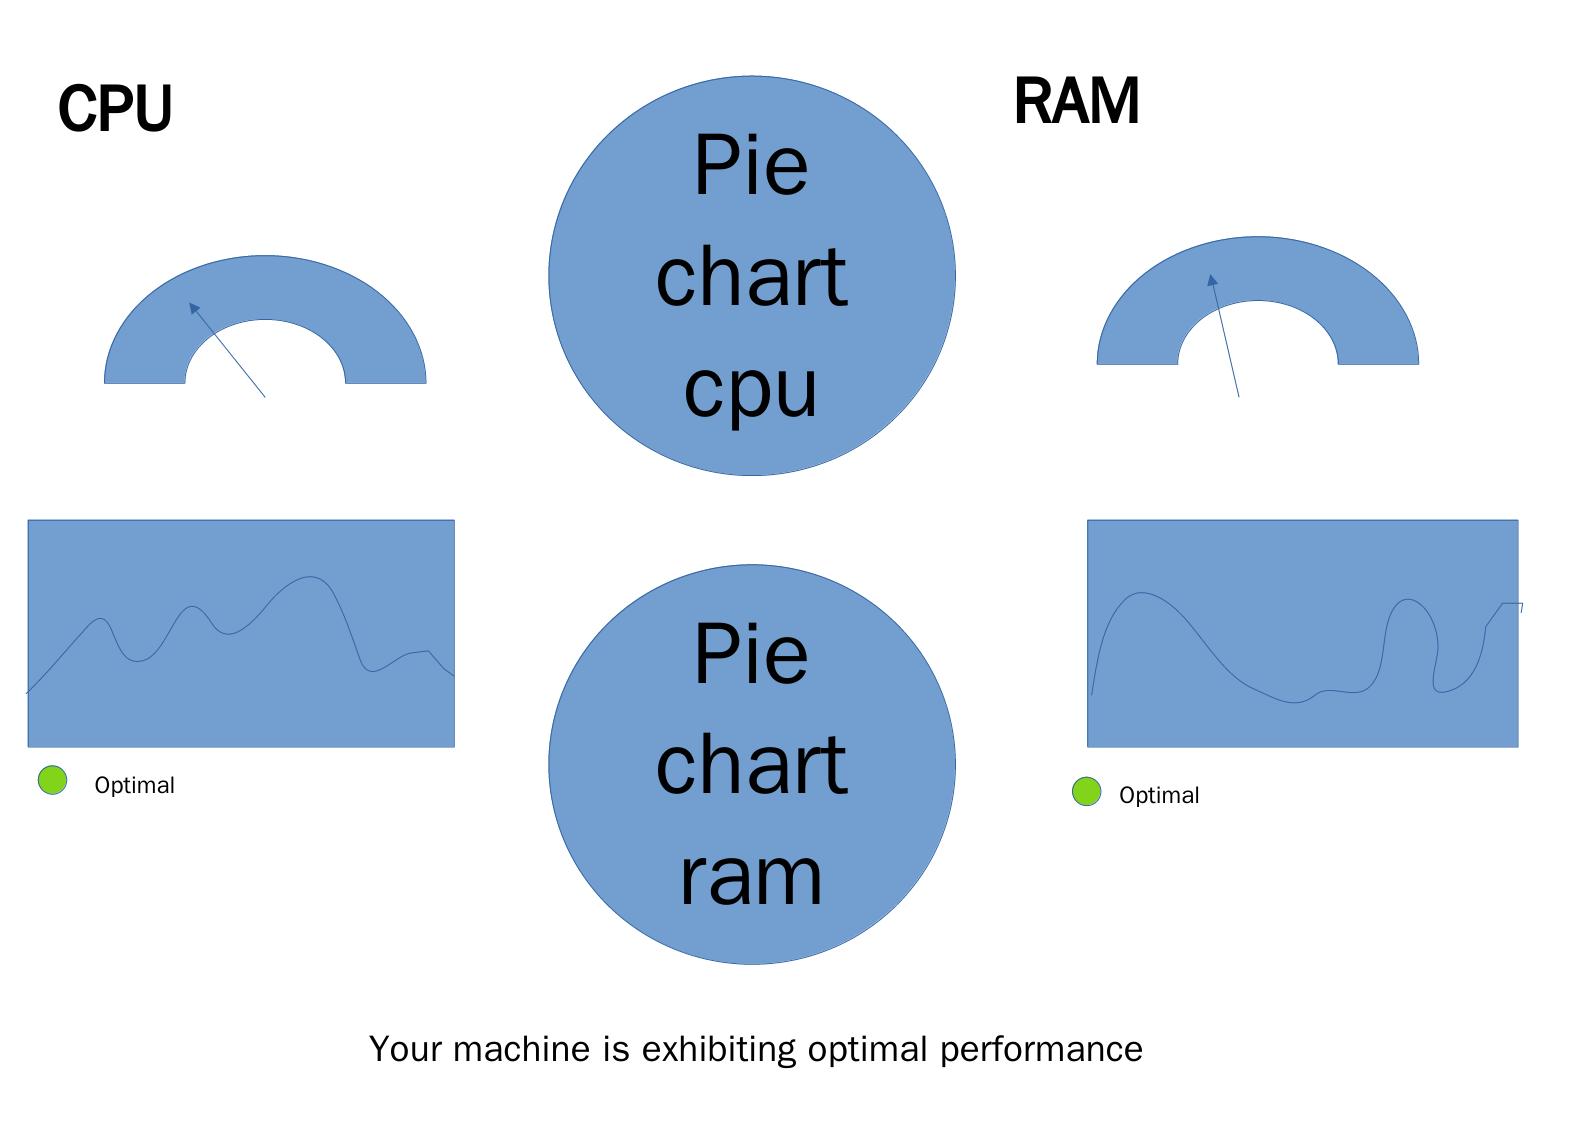 CPU
RAM
Pie
chart
cpu
Pie
chart
ram
Optimal
Optimal
Your machine is exhibiting optimal performance